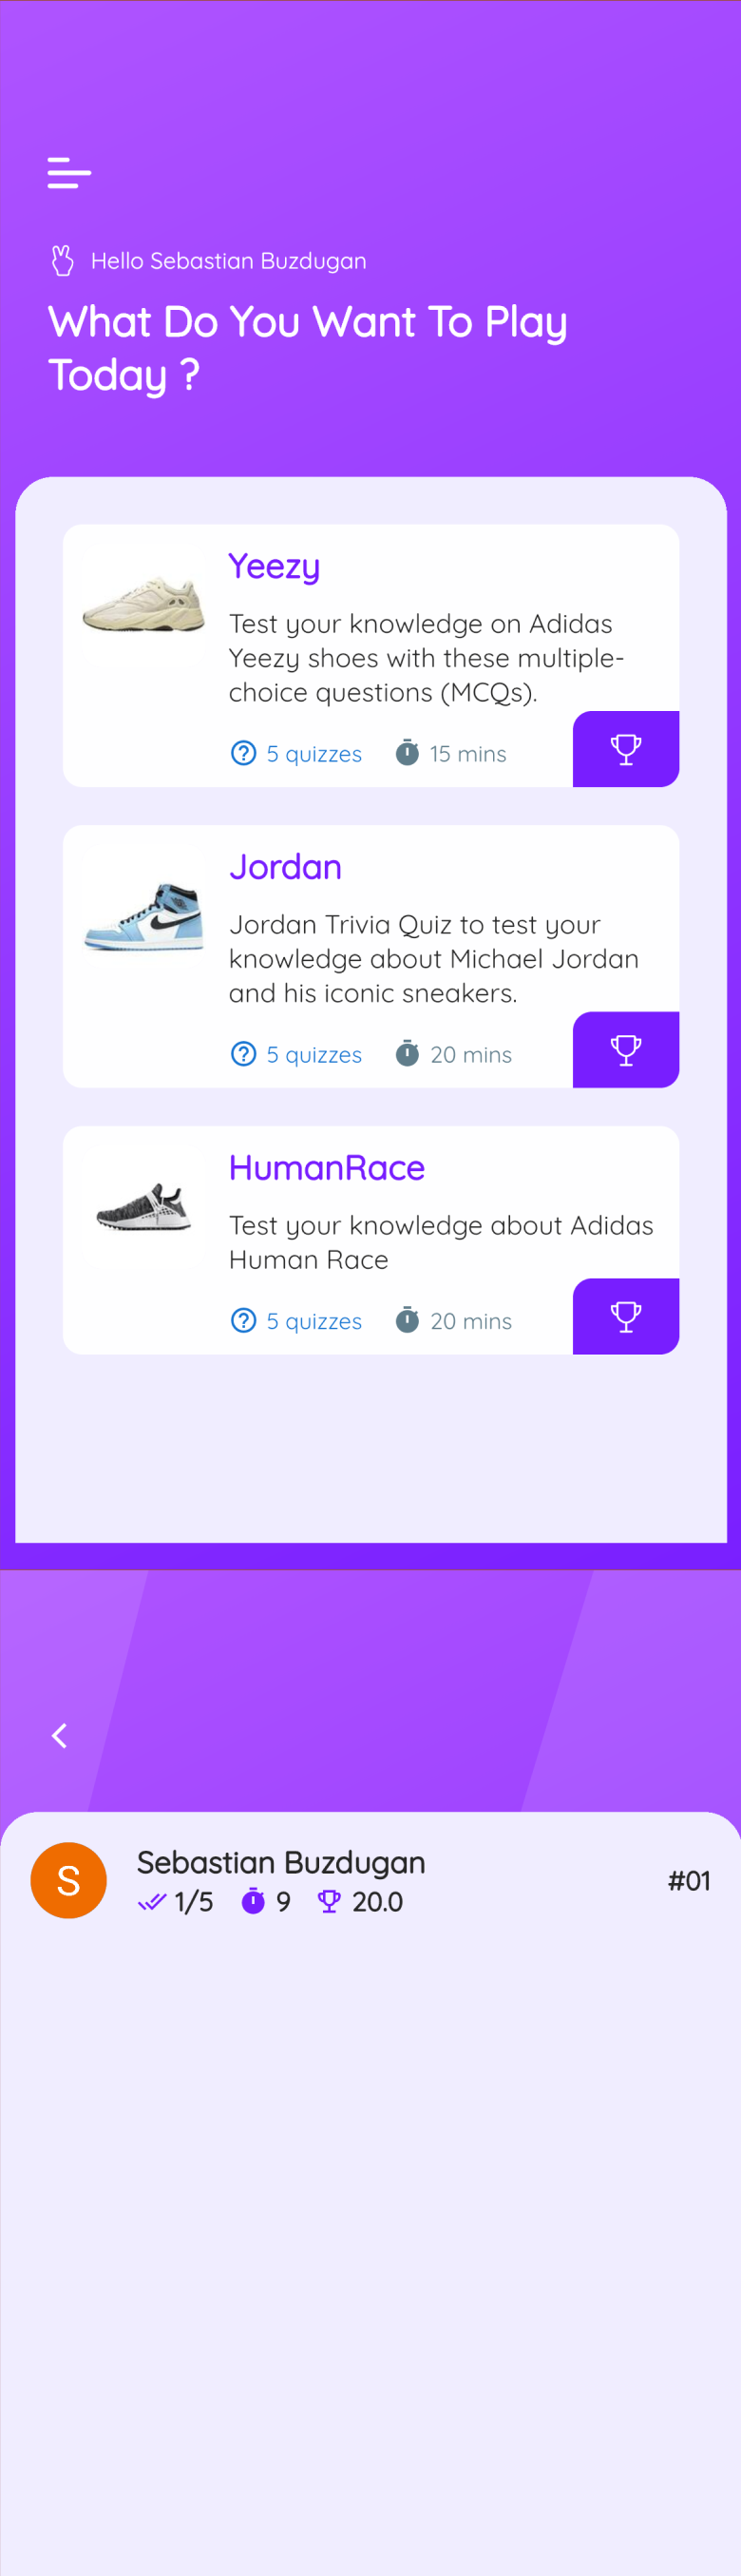 Hello Sebastian Buzdugan
What Do You Want To Play
Today ?
Yeezy
Test your knowledge on Adidas
Yeezy shoes with these multiple-
choice questions (MCQs).
5 quizzes 15 mins
Jordan
Jordan Trivia Quiz to test your
knowledge about Michael Jordan
and his iconic sneakers.
5 quizzes 20 mins
HumanRace
Test your knowledge about Adidas
Human Race
5 quizzes 20 mins
S
Sebastian Buzdugan
1/5 9 20.0
#01